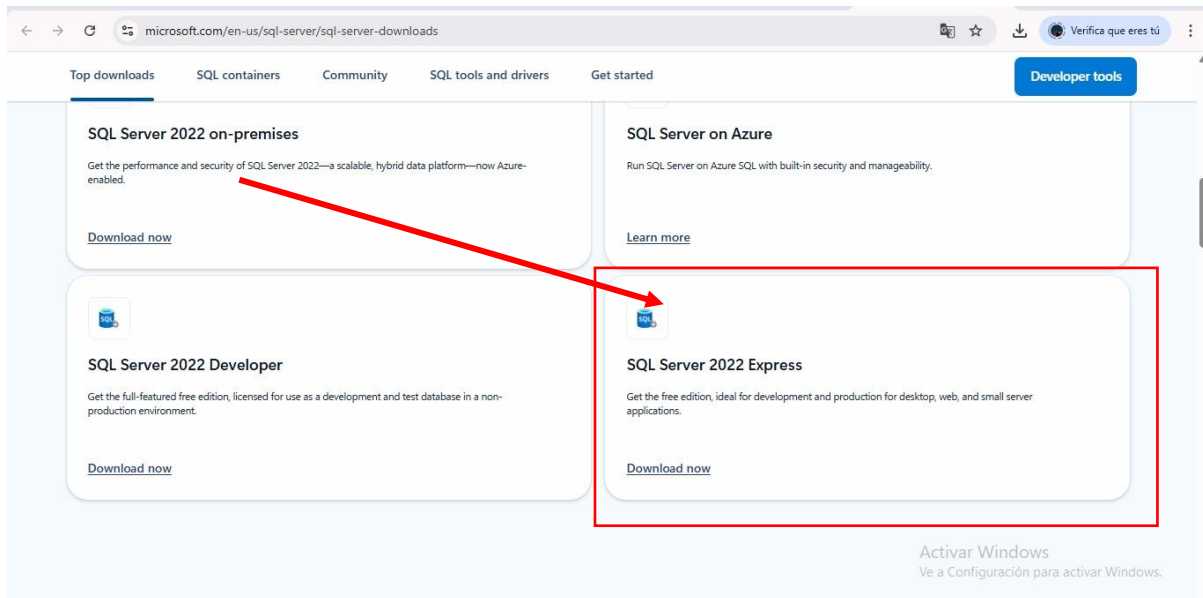 microsoft.com/en-us/sql-server/sql-server-downloads
Verifica que eres tú
Top downloads
SQL containers
Community
SQL tools and drivers
Get started
Developer tools
SQL Server 2022 on-premises
Get the performance and security of SQL Server 2022—a scalable, hybrid data platform—now Azure-
enabled.
Download now
SQL Server on Azure
Run SQL Server on Azure SQL with built-in security and manageability.
Learn more
SQL
SQL Server 2022 Developer
Get the full-featured free edition, licensed for use as a development and test database in a non-
production environment.
Download now
SQL
SQL Server 2022 Express
Get the free edition, ideal for development and production for desktop, web, and small server
applications.
Download now
Activar Windows
Ve a Configuración para activar Windows.